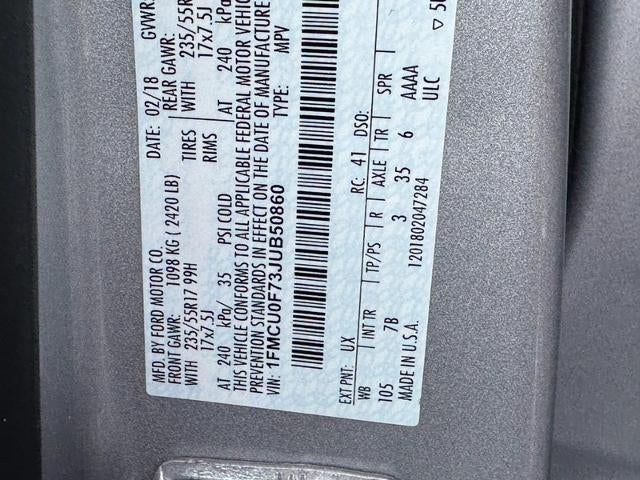 MFD. BY FORD MOTOR CO.
DATE: 02/18
GVWR:
FRONT GAWR: 1098 KG ( 2420 LB)
REAR GAWR:
WITH 235/55R17 99H TIRES
WITH 235/55R
17x7.5J RIMS
17x7.5J
AT 240 kPa/ 35 PSI COLD
AT 240 kPa
THIS VEHICLE CONFORMS TO ALL APPLICABLE FEDERAL MOTOR VEHIC
PREVENTION STANDARDS IN EFFECT ON THE DATE OF MANUFACTURE
VIN: 1FMCU0F73JUB50860
TYPE: MPV
EXT PNT: UX RC: 41 DSO:
WB INT TR TP/PS R AXLE TR SPR
105 7B 3 35 6 AAAA
MADE IN U.S.A. 1201802047284 ULC